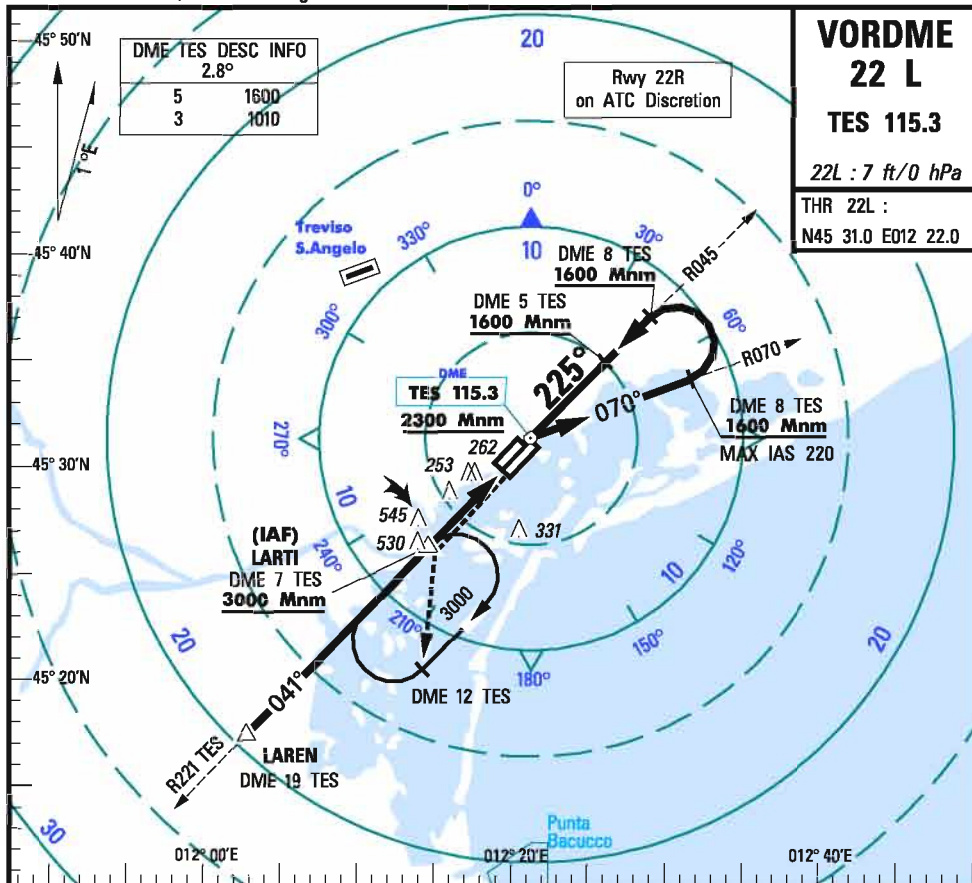 45° 50'N
DME TES DESC INFO
2.8°
5 1600
3 1010
20
Rwy 22R
on ATC Discretion
VORDME
22 L
TES 115.3
22L : 7 ft/0 hPa
THR 22L :
N45 31.0 E012 22.0
1°E
Treviso
S.Angelo
330°
0°
10
30°
45° 40'N
DME 8 TES
1600 Mnm
R045
DME 5 TES
1600 Mnm
300°
60°
R070
225°
DME
TES 115.3
2300 Mnm
070°
DME 8 TES
1600 Mnm
MAX IAS 220
270°
45° 30'N
262
253
10
545
530
331
(IAF)
LARTI
DME 7 TES
3000 Mnm
240°
10
120°
3000
210°
150°
20
20
45° 20'N
180°
DME 12 TES
041°
LAREN
DME 19 TES
R221 TES
30
Punta
Bacucco
012° 00'E
012° 20'E
012° 40'E